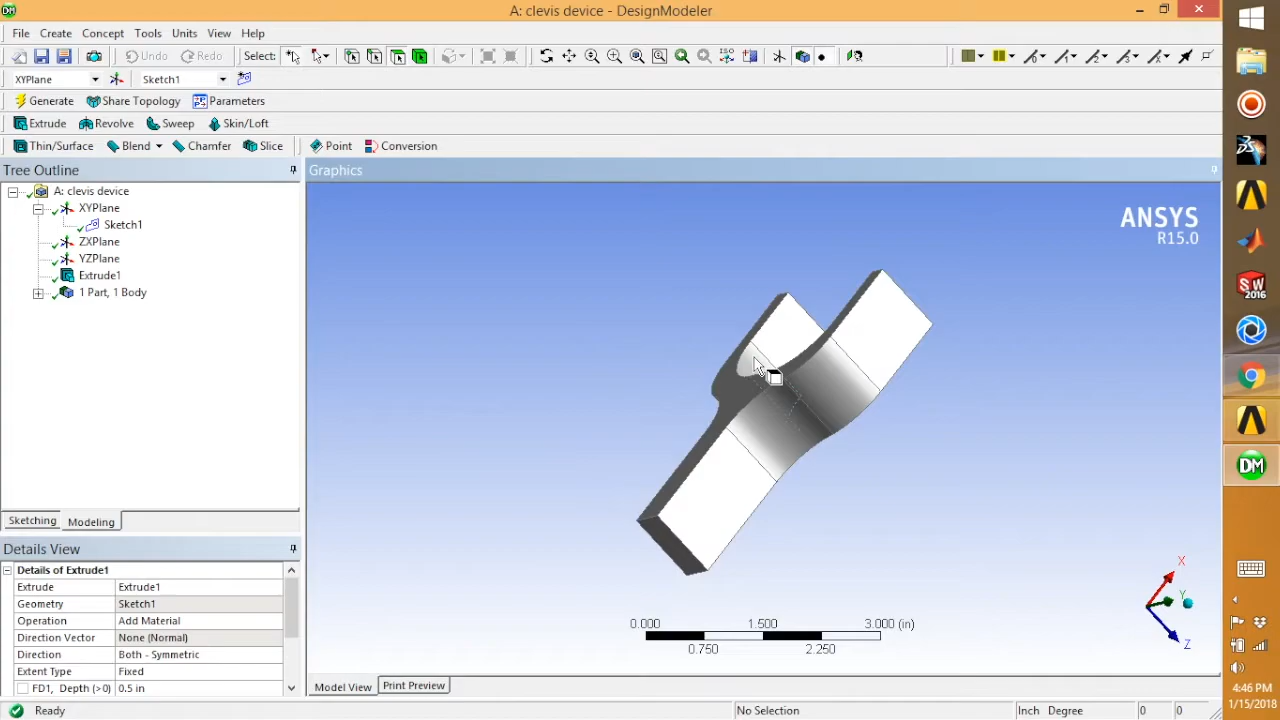 DM
A: clevis device - DesignModeler
File Create Concept Tools Units View Help
Undo Redo Select:
XYPlane Sketch1
Generate Share Topology Parameters
Extrude Revolve Sweep Skin/Loft
Thin/Surface Blend Chamfer Slice Point Conversion
Tree Outline
A: clevis device
XYPlane
Sketch1
ZXPlane
YZPlane
Extrude1
1 Part, 1 Body
Sketching Modeling
Details View
Details of Extrude1
Extrude Extrude1
Geometry Sketch1
Operation Add Material
Direction Vector None (Normal)
Direction Both - Symmetric
Extent Type Fixed
FD1, Depth (>0) 0.5 in
Graphics
ANSYS
R15.0
0.000 1.500 3.000 (in)
0.750 2.250
X
Y
Z
Model View Print Preview
Ready No Selection Inch Degree 0 0
SW
2016
DM
4:46 PM
1/15/2018